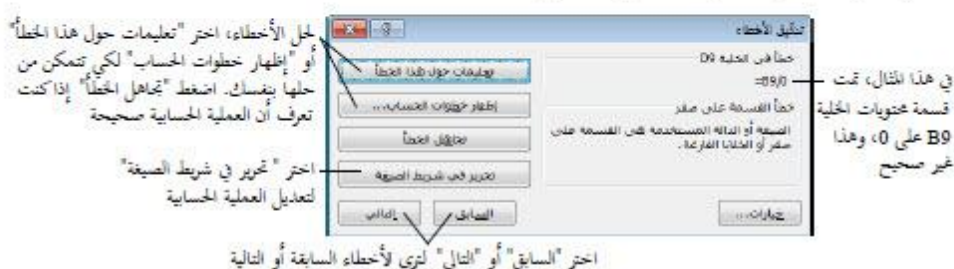 لحل الأخطاء، اختر "تعليمات حول هذا الخطأ"
أو "إظهار خطوات الحساب" لكي تتمكن من
حلها بنفسك. اضغط "تجاهل الخطأ" إذا كنت
تعرف أن العملية الحسابية صحيحة
اختر " تحرير في شريط الصيغة"
لتعديل العملية الحسابية
تدقيق الأخطاء
خطأ في الخلية D9
=B9/0
خطأ القسمة على صفر
الصيغة أو الدالة المستخدمة هي القسمة على
صفر أو الخلايا الفارغة.
تعليمات حول هذا الخطأ
إظهار خطوات الحساب...
تجاهل الخطأ
تحرير في شريط الصيغة
خيارات...
السابق
التالي
في هذا المثال، تمت
قسمة محتويات الخلية
B9 على 0، وهذا
غير صحيح
اختر "السابق" أو "التالي" لترى لأخطاء السابقة أو التالية